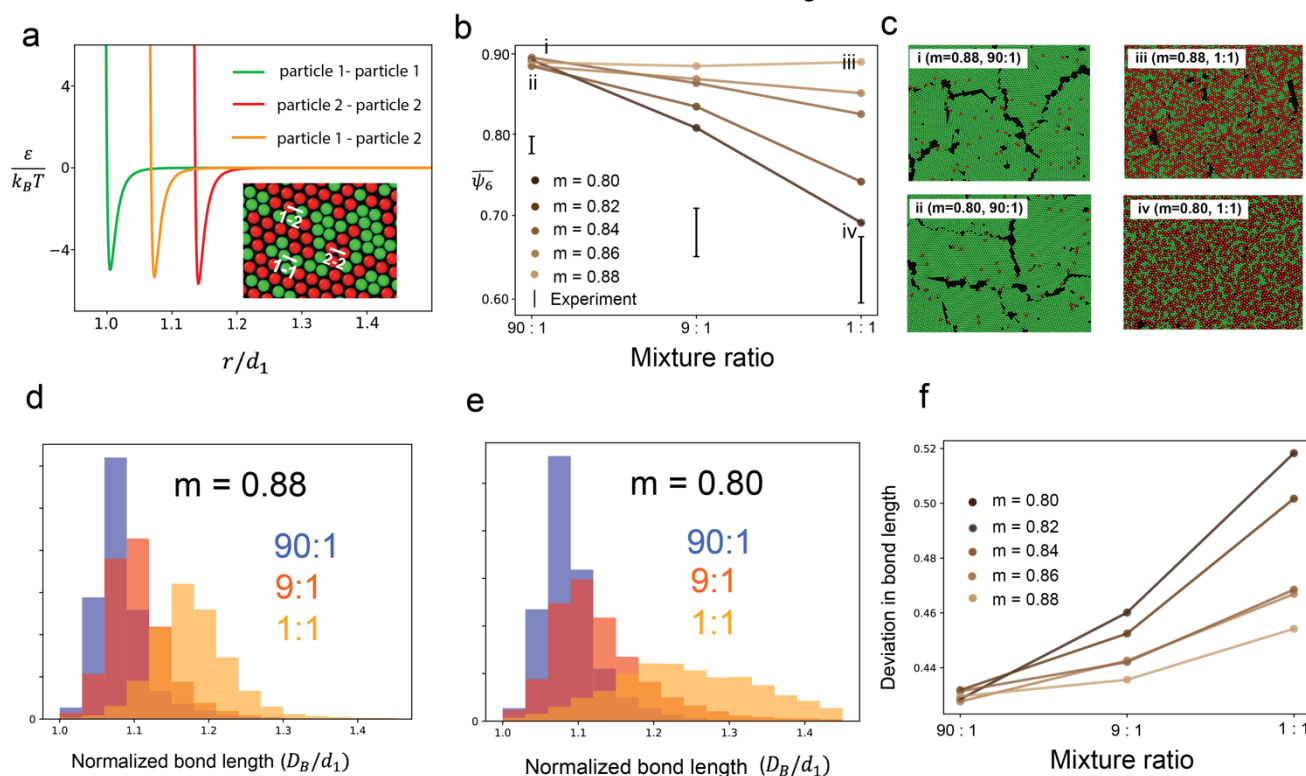 a
ε
k_BT
4
0
−4
particle 1- particle 1
particle 2 - particle 2
particle 1 - particle 2
1-2
2-2
1-1
1.0
1.1
1.2
1.3
1.4
r/d₁
b
0.90
0.80
ψ₆
0.70
0.60
i
ii
iii
iv
m = 0.80
m = 0.82
m = 0.84
m = 0.86
m = 0.88
Experiment
90 : 1
9 : 1
1 : 1
Mixture ratio
c
i (m=0.88, 90:1)
iii (m=0.88, 1:1)
ii (m=0.80, 90:1)
iv (m=0.80, 1:1)
d
m = 0.88
90:1
9:1
1:1
0
1.0
1.1
1.2
1.3
1.4
Normalized bond length (D_B/d₁)
e
m = 0.80
90:1
9:1
1:1
0
1.0
1.1
1.2
1.3
1.4
Normalized bond length (D_B/d₁)
f
Deviation in bond length
0.52
0.50
0.48
0.46
0.44
m = 0.80
m = 0.82
m = 0.84
m = 0.86
m = 0.88
90 : 1
9 : 1
1 : 1
Mixture ratio